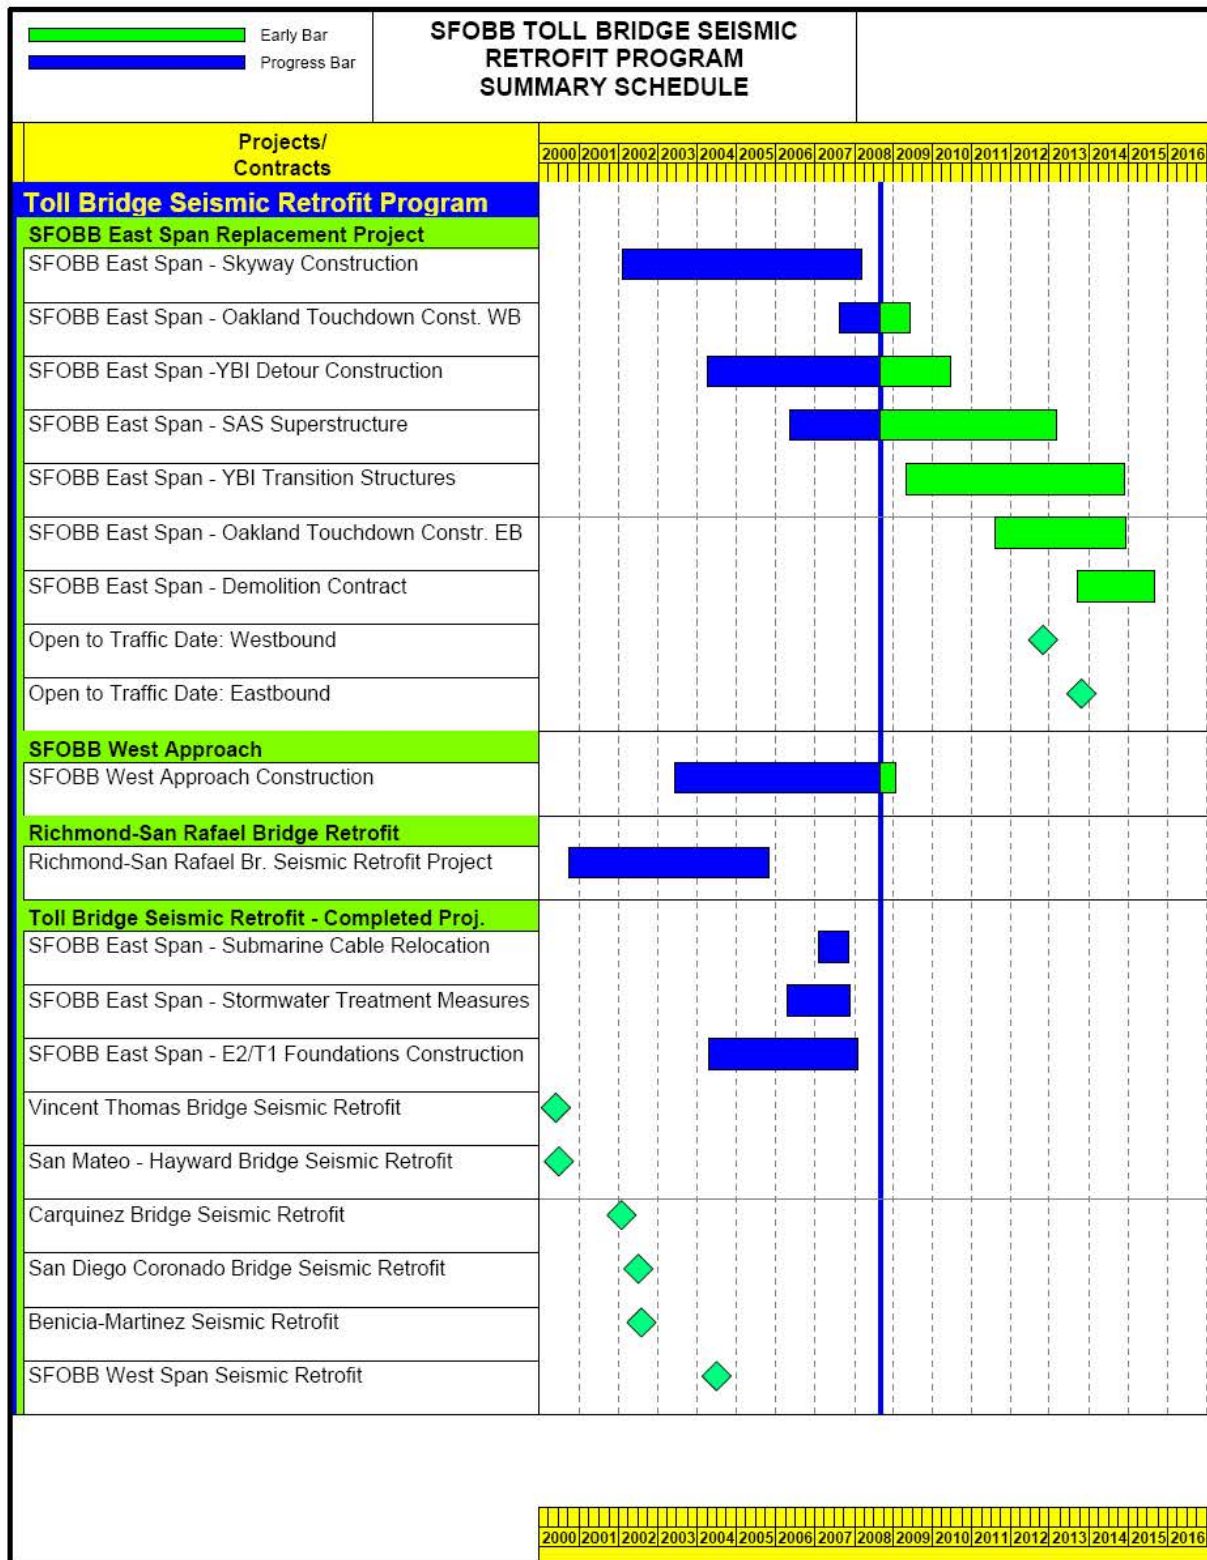 Early Bar
Progress Bar
SFOBB TOLL BRIDGE SEISMIC
RETROFIT PROGRAM
SUMMARY SCHEDULE
Projects/
Contracts
2000 2001 2002 2003 2004 2005 2006 2007 2008 2009 2010 2011 2012 2013 2014 2015 2016
Toll Bridge Seismic Retrofit Program
SFOBB East Span Replacement Project
SFOBB East Span - Skyway Construction
SFOBB East Span - Oakland Touchdown Const. WB
SFOBB East Span -YBI Detour Construction
SFOBB East Span - SAS Superstructure
SFOBB East Span - YBI Transition Structures
SFOBB East Span - Oakland Touchdown Constr. EB
SFOBB East Span - Demolition Contract
Open to Traffic Date: Westbound
Open to Traffic Date: Eastbound
SFOBB West Approach
SFOBB West Approach Construction
Richmond-San Rafael Bridge Retrofit
Richmond-San Rafael Br. Seismic Retrofit Project
Toll Bridge Seismic Retrofit - Completed Proj.
SFOBB East Span - Submarine Cable Relocation
SFOBB East Span - Stormwater Treatment Measures
SFOBB East Span - E2/T1 Foundations Construction
Vincent Thomas Bridge Seismic Retrofit
San Mateo - Hayward Bridge Seismic Retrofit
Carquinez Bridge Seismic Retrofit
San Diego Coronado Bridge Seismic Retrofit
Benicia-Martinez Seismic Retrofit
SFOBB West Span Seismic Retrofit
2000 2001 2002 2003 2004 2005 2006 2007 2008 2009 2010 2011 2012 2013 2014 2015 2016